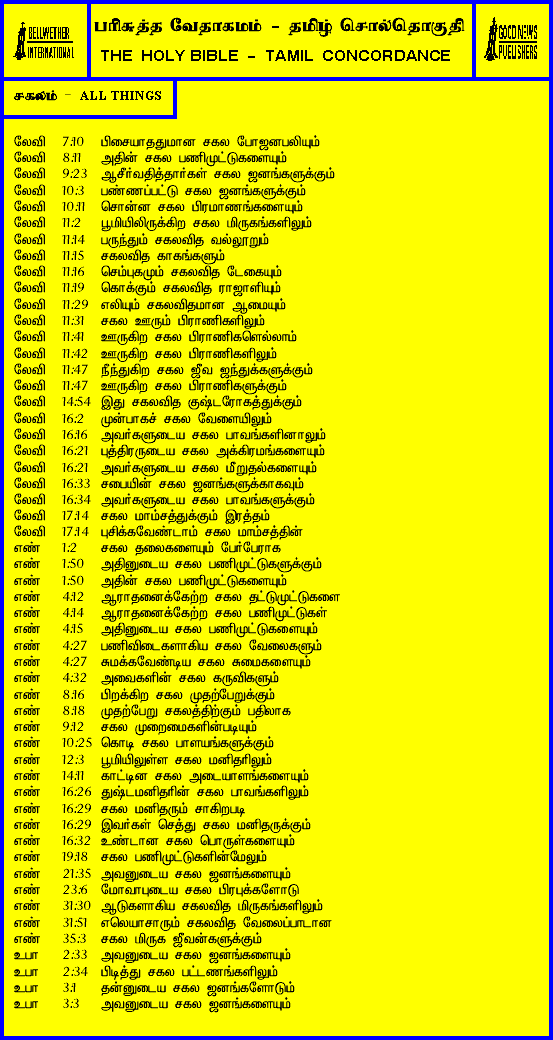 BELLWETHER
INTERNATIONAL
பரிசுத்த வேதாகமம் - தமிழ் சொல்தொகுதி
THE HOLY BIBLE - TAMIL CONCORDANCE
GOOD NEWS
PUBLISHERS
சகலம் - ALL THINGS
லேவி 7:10 பிசையாததுமான சகல போஜனபலியும்
லேவி 8:11 அதின் சகல பணிமுட்டுகளையும்
லேவி 9:23 ஆசீர்வதித்தார்கள் சகல ஜனங்களுக்கும்
லேவி 10:3 பண்ணப்பட்டு சகல ஜனங்களுக்கும்
லேவி 10:11 சொன்ன சகல பிரமாணங்களையும்
லேவி 11:2 பூமியிலிருக்கிற சகல மிருகங்களிலும்
லேவி 11:14 பருந்தும் சகலவித வல்லூறும்
லேவி 11:15 சகலவித காகங்களும்
லேவி 11:16 செம்புகமும் சகலவித டேகையும்
லேவி 11:19 கொக்கும் சகலவித ராஜாளியும்
லேவி 11:29 எலியும் சகலவிதமான ஆமையும்
லேவி 11:31 சகல ஊரும் பிராணிகளிலும்
லேவி 11:41 ஊருகிற சகல பிராணிகளெல்லாம்
லேவி 11:42 ஊருகிற சகல பிராணிகளிலும்
லேவி 11:47 நீந்துகிற சகல ஜீவ ஜந்துக்களுக்கும்
லேவி 11:47 ஊருகிற சகல பிராணிகளுக்கும்
லேவி 14:54 இது சகலவித குஷ்டரோகத்துக்கும்
லேவி 16:2 முன்பாகச் சகல வேளையிலும்
லேவி 16:16 அவர்களுடைய சகல பாவங்களினாலும்
லேவி 16:21 புத்திரருடைய சகல அக்கிரமங்களையும்
லேவி 16:21 அவர்களுடைய சகல மீறுதல்களையும்
லேவி 16:33 சபையின் சகல ஜனங்களுக்காகவும்
லேவி 16:34 அவர்களுடைய சகல பாவங்களுக்கும்
லேவி 17:14 சகல மாம்சத்துக்கும் இரத்தம்
லேவி 17:14 புசிக்கவேண்டாம் சகல மாம்சத்தின்
எண் 1:2 சகல தலைகளையும் பேர்பேராக
எண் 1:50 அதினுடைய சகல பணிமுட்டுகளுக்கும்
எண் 1:50 அதின் சகல பணிமுட்டுகளையும்
எண் 4:12 ஆராதனைக்கேற்ற சகல தட்டுமுட்டுகளை
எண் 4:14 ஆராதனைக்கேற்ற சகல பணிமுட்டுகள்
எண் 4:15 அதினுடைய சகல பணிமுட்டுகளையும்
எண் 4:27 பணிவிடைகளாகிய சகல வேலைகளும்
எண் 4:27 சுமக்கவேண்டிய சகல சுமைகளையும்
எண் 4:32 அவைகளின் சகல கருவிகளும்
எண் 8:16 பிறக்கிற சகல முதற்பேறுக்கும்
எண் 8:18 முதற்பேறு சகலத்திற்கும் பதிலாக
எண் 9:12 சகல முறைமைகளின்படியும்
எண் 10:25 கொடி சகல பாளயங்களுக்கும்
எண் 12:3 பூமியிலுள்ள சகல மனிதரிலும்
எண் 14:11 காட்டின சகல அடையாளங்களையும்
எண் 16:26 துஷ்டமனிதரின் சகல பாவங்களிலும்
எண் 16:29 சகல மனிதரும் சாகிறபடி
எண் 16:29 இவர்கள் செத்து சகல மனிதருக்கும்
எண் 16:32 உண்டான சகல பொருள்களையும்
எண் 19:18 சகல பணிமுட்டுகளின்மேலும்
எண் 21:35 அவனுடைய சகல ஜனங்களையும்
எண் 23:6 மோவாபுடைய சகல பிரபுக்களோடு
எண் 31:30 ஆடுகளாகிய சகலவித மிருகங்களிலும்
எண் 31:51 எலெயாசாரும் சகலவித வேலைப்பாடான
எண் 35:3 சகல மிருக ஜீவன்களுக்கும்
உபா 2:33 அவனுடைய சகல ஜனங்களையும்
உபா 2:34 பிடித்து சகல பட்டணங்களிலும்
உபா 3:1 தன்னுடைய சகல ஜனங்களோடும்
உபா 3:3 அவனுடைய சகல ஜனங்களையும்